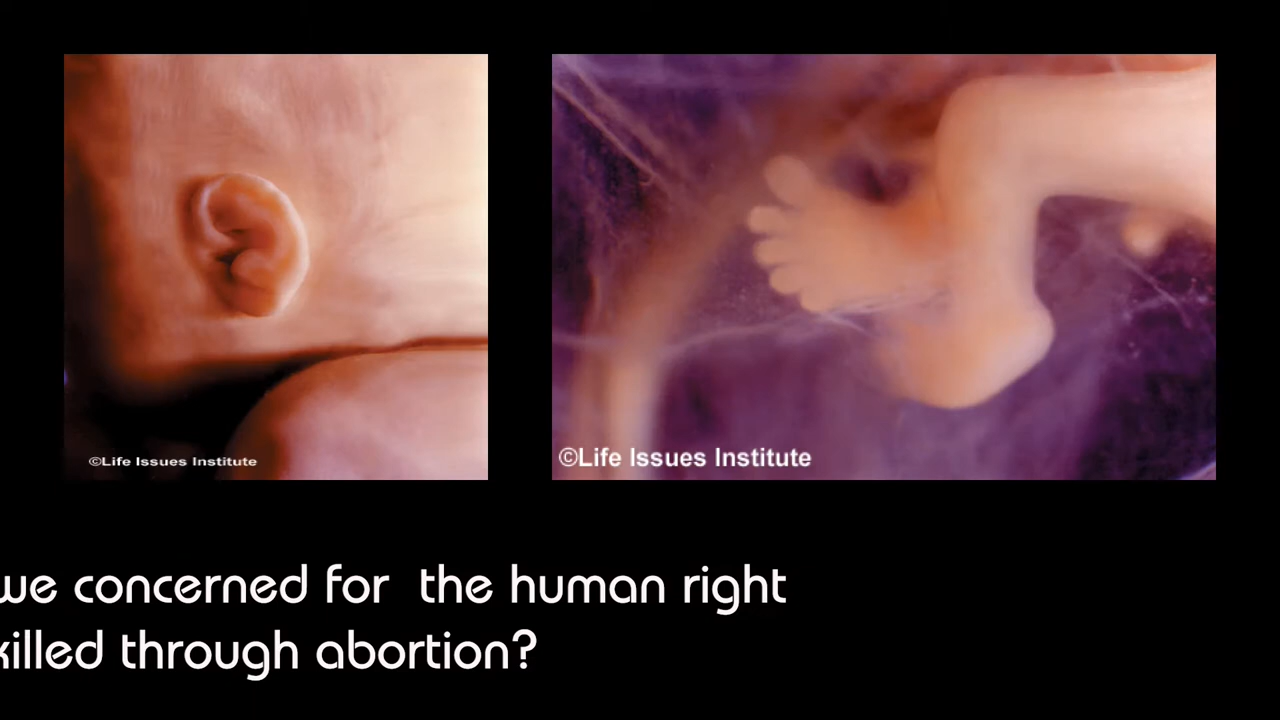 ©Life Issues Institute
©Life Issues Institute
we concerned for the human right
killed through abortion?